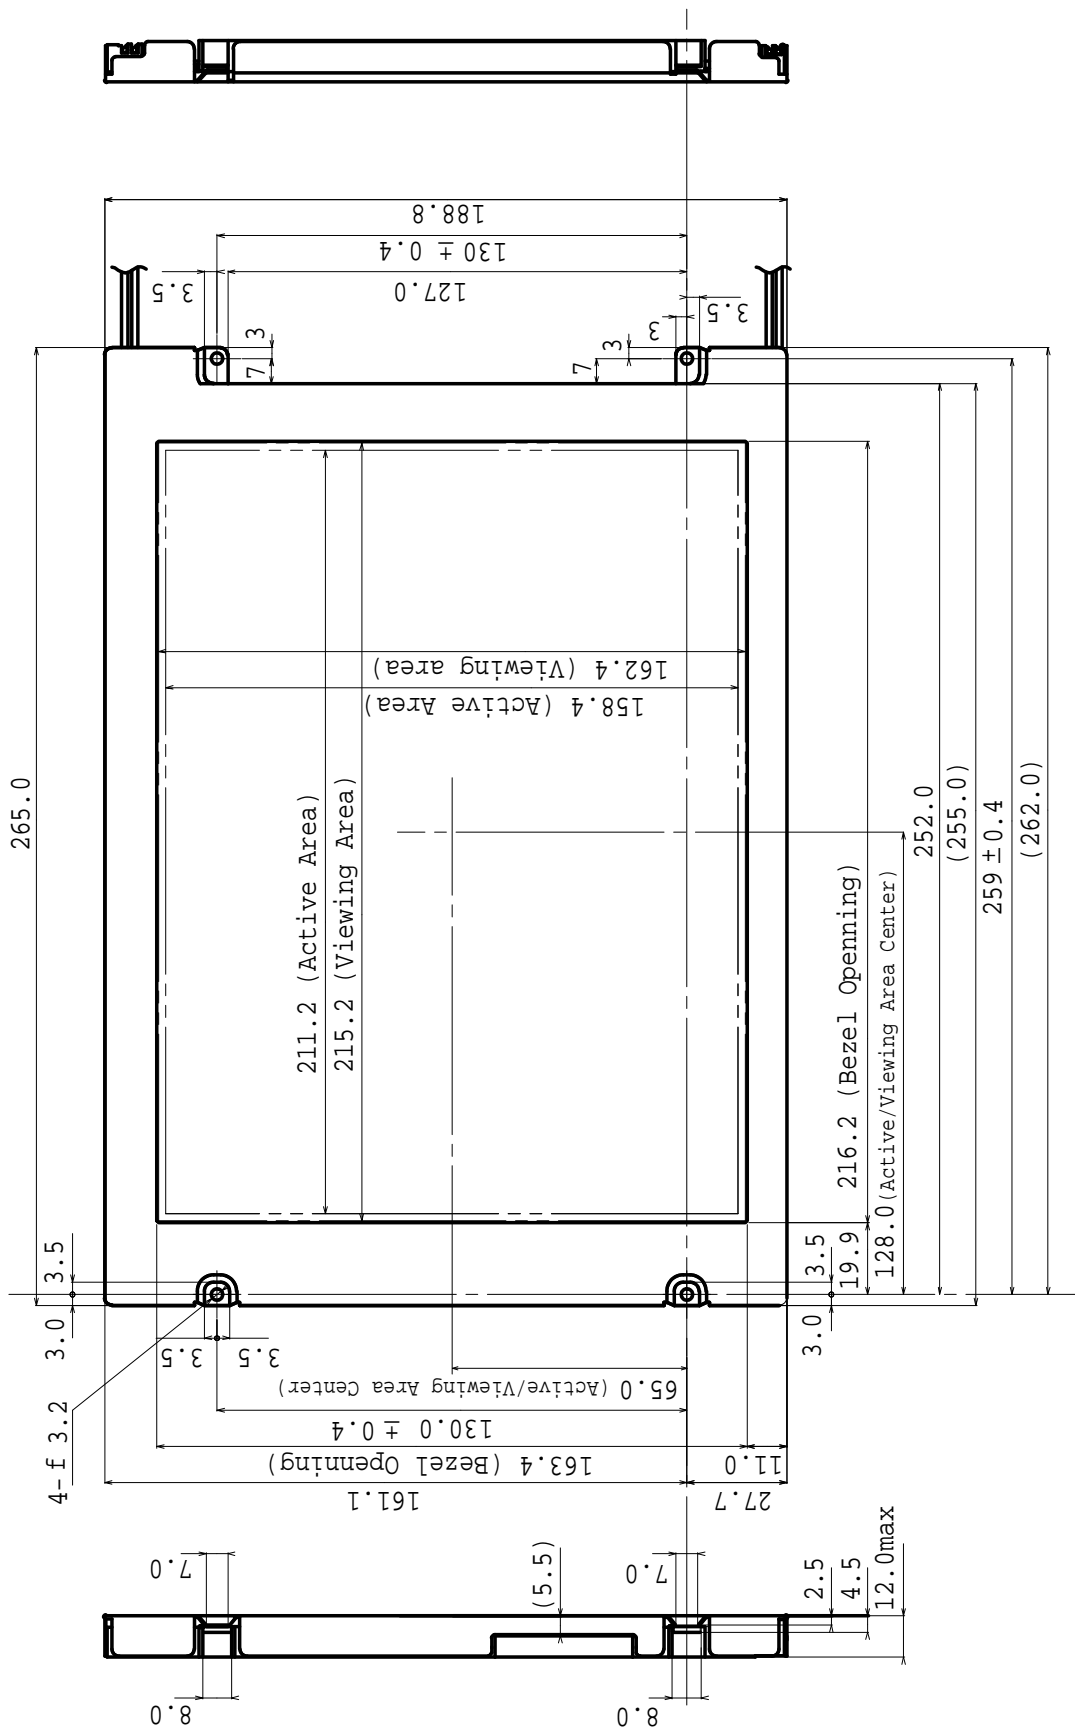 188.8
130 ± 0.4
127.0
3.5
3.5
3
3
7
3
7
265.0
162.4 (Viewing area)
158.4 (Active Area)
211.2 (Active Area)
215.2 (Viewing Area)
252.0
(255.0)
259±0.4
(262.0)
216.2 (Bezel Openning)
128.0(Active/Viewing Area Center)
19.9
3.5
3.0
3.5
3.0
3.5
3.5
65.0 (Active/Viewing Area Center)
130.0 ± 0.4
163.4 (Bezel Openning)
11.0
161.1
27.7
4-f 3.2
7.0
(5.5)
7.0
2.5
4.5
12.0max
8.0
8.0